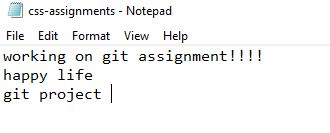 css-assignments - Notepad
File Edit Format View Help
working on git assignment!!!!
happy life
git project